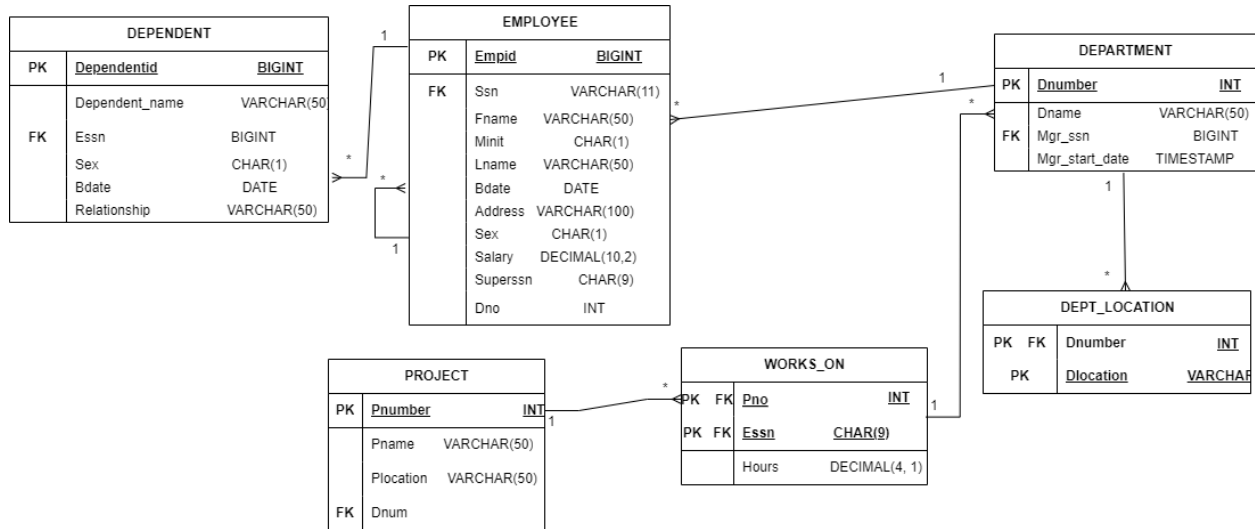 DEPENDENT
PK Dependentid BIGINT
Dependent_name VARCHAR(50)
FK Essn BIGINT
Sex CHAR(1)
Bdate DATE
Relationship VARCHAR(50)
1
*
EMPLOYEE
PK Empid BIGINT
FK Ssn VARCHAR(11)
Fname VARCHAR(50)
Minit CHAR(1)
Lname VARCHAR(50)
Bdate DATE
Address VARCHAR(100)
Sex CHAR(1)
Salary DECIMAL(10,2)
Superssn CHAR(9)
Dno INT
*
1
*
1
DEPARTMENT
PK Dnumber INT
Dname VARCHAR(50)
FK Mgr_ssn BIGINT
Mgr_start_date TIMESTAMP
*
1
*
DEPT_LOCATION
PK FK Dnumber INT
PK Dlocation VARCHAR
PROJECT
PK Pnumber INT
Pname VARCHAR(50)
Plocation VARCHAR(50)
FK Dnum
1
*
WORKS_ON
PK FK Pno INT
PK FK Essn CHAR(9)
Hours DECIMAL(4, 1)
1